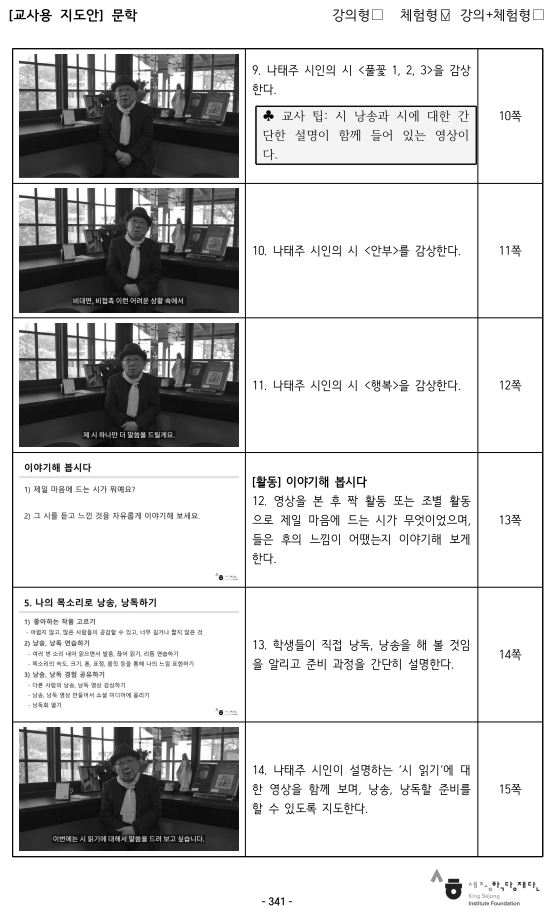 [교사용 지도안] 문학
강의형□ 체험형☑ 강의+체험형□
9. 나태주 시인의 시 <풀꽃 1, 2, 3>을 감상
한다.
♣ 교사 팁: 시 낭송과 시에 대한 간
단한 설명이 함께 들어 있는 영상이
다.
10쪽
비대면, 비접촉 이런 어려운 상황 속에서
10. 나태주 시인의 시 <안부>를 감상한다.
11쪽
제 시 하나만 더 말씀을 드릴게요.
11. 나태주 시인의 시 <행복>을 감상한다.
12쪽
이야기해 봅시다
1) 제일 마음에 드는 시가 뭐예요?
2) 그 시를 듣고 느낀 것을 자유롭게 이야기해 보세요.
[활동] 이야기해 봅시다
12. 영상을 본 후 짝 활동 또는 조별 활동
으로 제일 마음에 드는 시가 무엇이었으며,
들은 후의 느낌이 어땠는지 이야기해 보게
한다.
13쪽
5. 나의 목소리로 낭송, 낭독하기
1) 좋아하는 작품 고르기
- 어렵지 않고, 많은 사람들이 공감할 수 있고, 너무 길거나 짧지 않은 것
2) 낭송, 낭독 연습하기
- 여러 번 소리 내어 읽으면서 발음, 끊어 읽기, 리듬 연습하기
- 목소리의 속도, 크기, 톤, 표정, 몸짓 등을 통해 나의 느낌 표현하기
3) 낭송, 낭독 경험 공유하기
- 다른 사람의 낭송, 낭독 영상 감상하기
- 낭송, 낭독 영상 만들어서 소셜 미디어에 올리기
- 낭독회 열기
13. 학생들이 직접 낭독, 낭송을 해 볼 것임
을 알리고 준비 과정을 간단히 설명한다.
14쪽
이번에는 시 읽기에 대해서 말씀을 드려 보고 싶습니다.
14. 나태주 시인이 설명하는 '시 읽기'에 대
한 영상을 함께 보며, 낭송, 낭독할 준비를
할 수 있도록 지도한다.
15쪽
세종학당재단
King Sejong
Institute Foundation
- 341 -